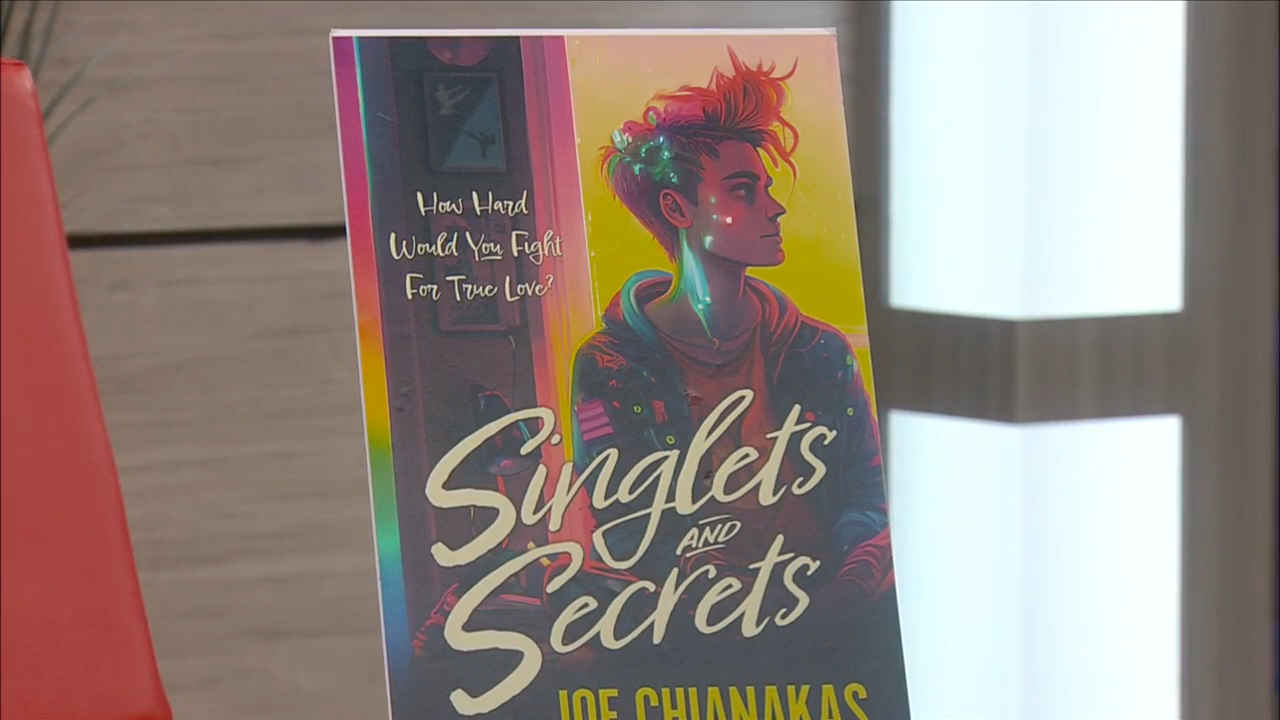 How Hard
Would You Fight
For True Love?
Singlets
AND
Secrets
JOE CHIANAKAS